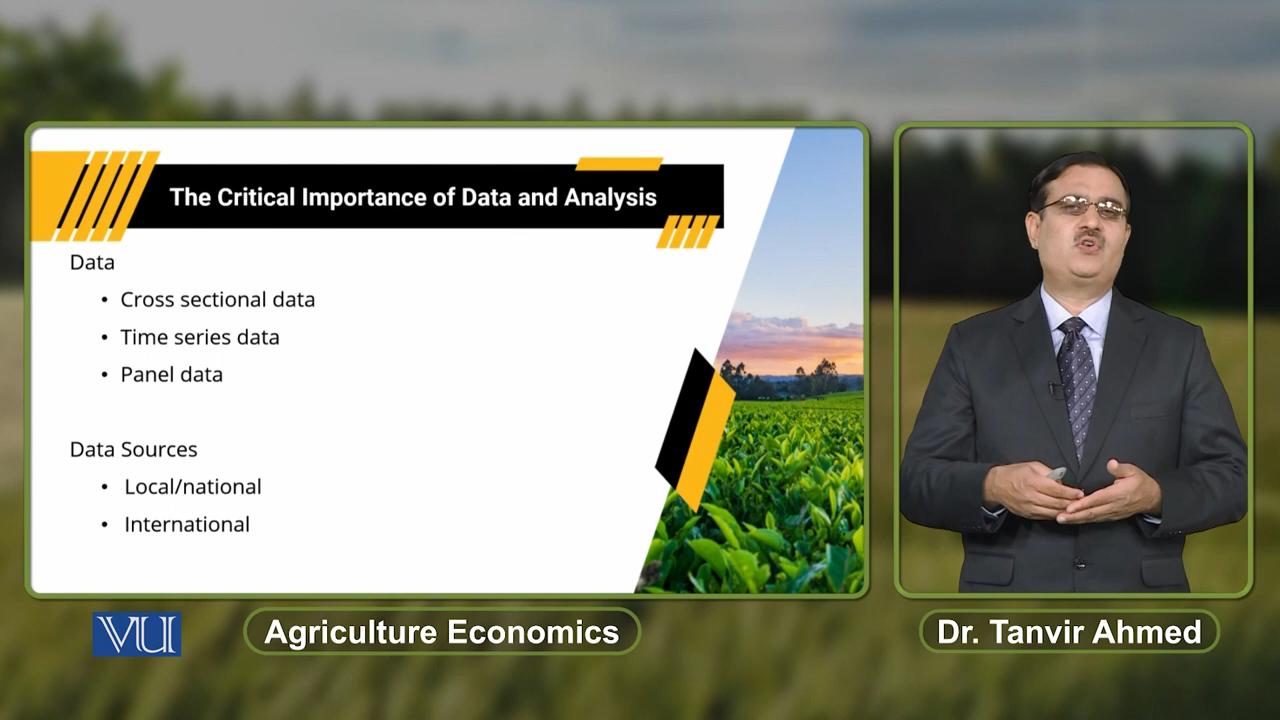 The Critical Importance of Data and Analysis
Data
• Cross sectional data
• Time series data
• Panel data
Data Sources
• Local/national
• International
VU
Agriculture Economics
Dr. Tanvir Ahmed